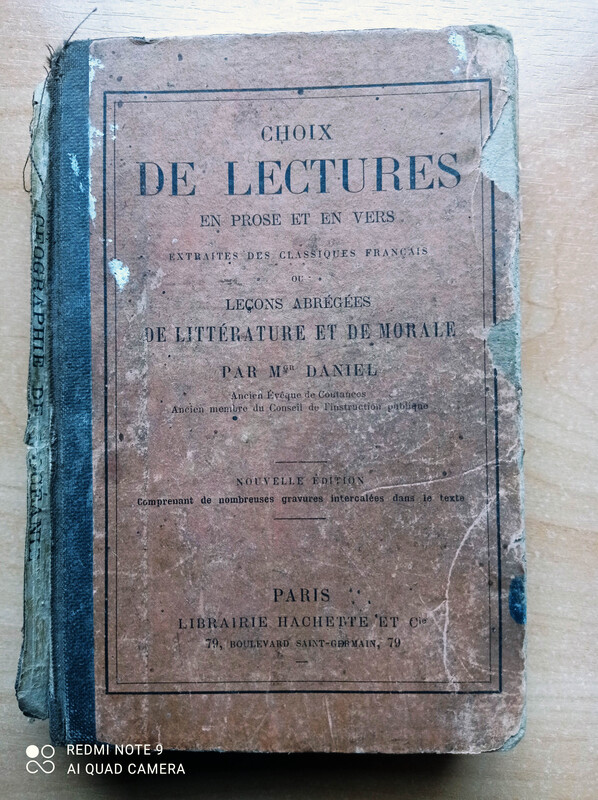 CHOIX
DE LECTURES
EN PROSE ET EN VERS
EXTRAITES DES CLASSIQUES FRANÇAIS
OU
LEÇONS ABRÉGÉES
DE LITTÉRATURE ET DE MORALE
PAR Mgr DANIEL
Ancien Évêque de Coutances
Ancien membre du Conseil de l'instruction publique
NOUVELLE ÉDITION
Comprenant de nombreuses gravures intercalées dans le texte
PARIS
LIBRAIRIE HACHETTE ET Cie
79, BOULEVARD SAINT-GERMAIN, 79
GÉOGRAPHIE DE
REDMI NOTE 9
AI QUAD CAMERA